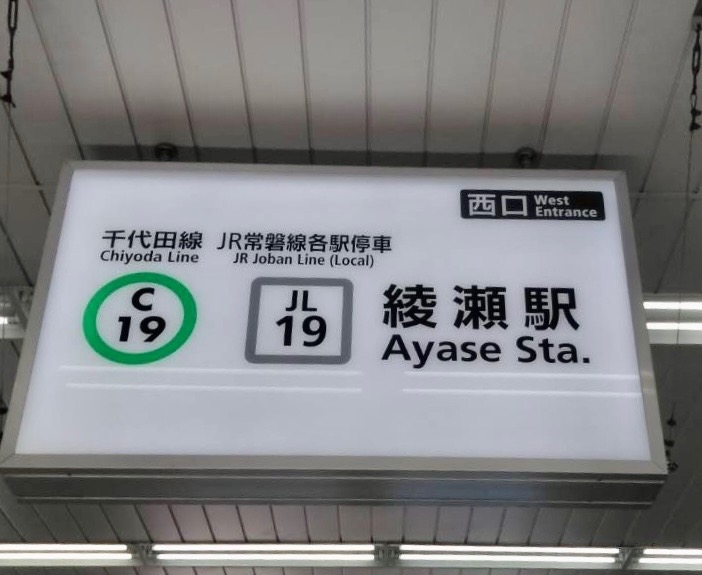 西口 West Entrance
千代田線 JR常磐線各駅停車
Chiyoda Line JR Joban Line (Local)
C JL
19 19
綾瀬駅
Ayase Sta.